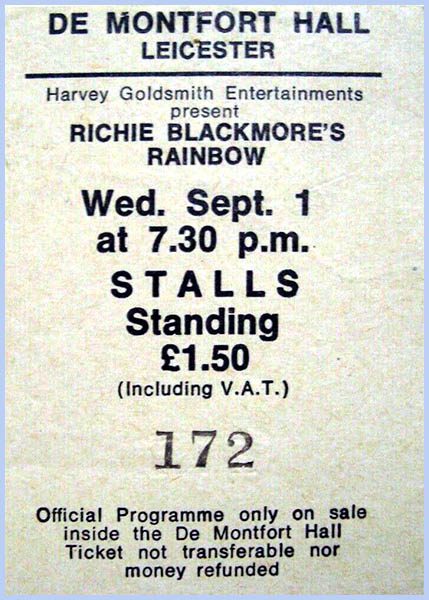 DE MONTFORT HALL
LEICESTER
Harvey Goldsmith Entertainments
present
RICHIE BLACKMORE'S
RAINBOW
Wed. Sept. 1
at 7.30 p.m.
STALLS
Standing
£1.50
(Including V.A.T.)
172
Official Programme only on sale
inside the De Montfort Hall
Ticket not transferable nor
money refunded